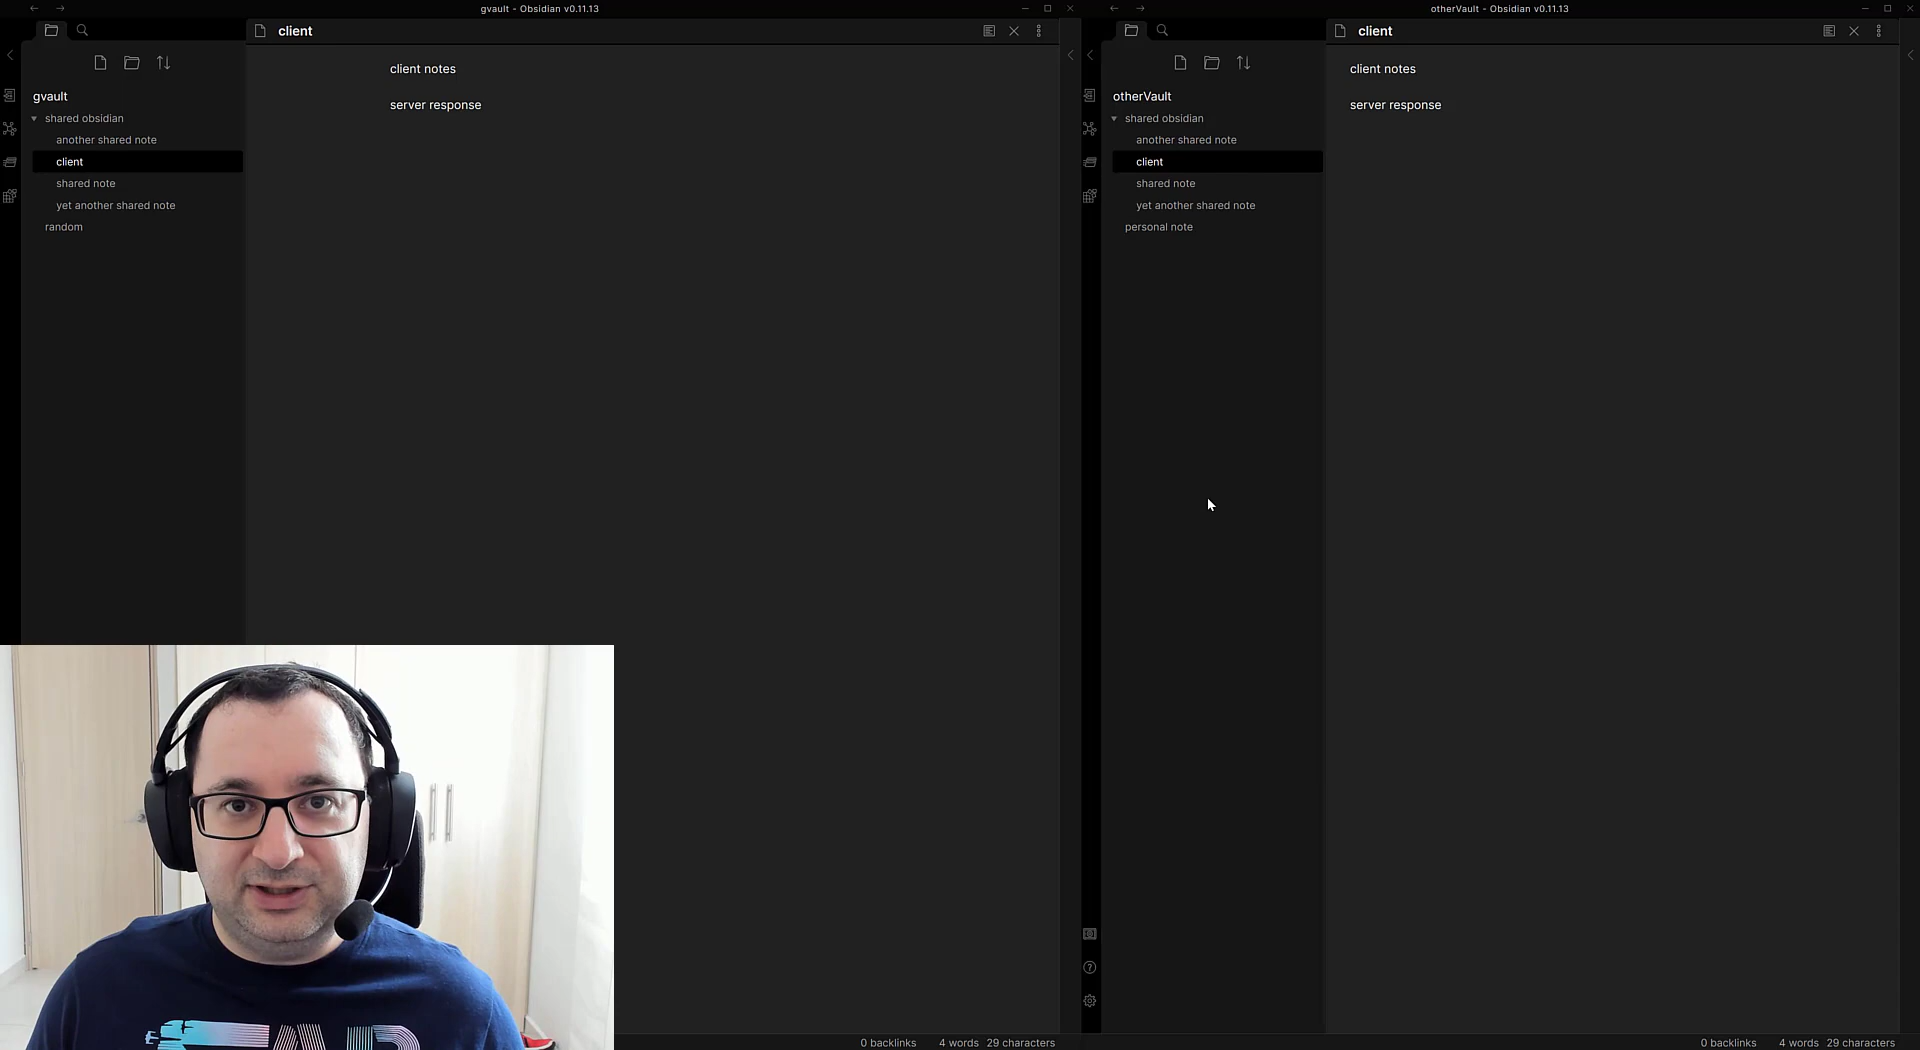 gvault - Obsidian v0.11.13
client
client notes
server response
gvault
shared obsidian
another shared note
client
shared note
yet another shared note
random
0 backlinks 4 words 29 characters
otherVault - Obsidian v0.11.13
client
client notes
server response
otherVault
shared obsidian
another shared note
client
shared note
yet another shared note
personal note
0 backlinks 4 words 29 characters